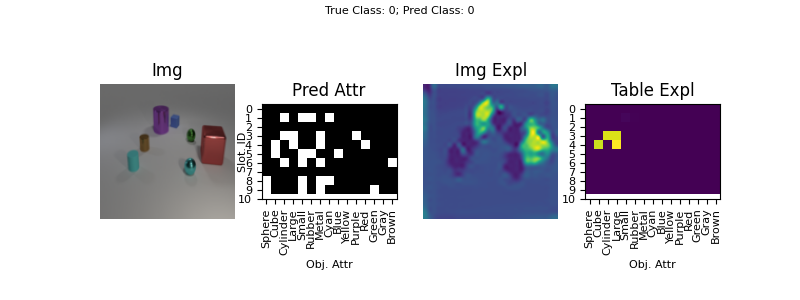 True Class: 0; Pred Class: 0
Img
Pred Attr
Img Expl
Table Expl
Slot. ID
0
1
2
3
4
5
6
7
8
9
10
0
1
2
3
4
5
6
7
8
9
10
Sphere
Cube
Cylinder
Large
Small
Rubber
Metal
Cyan
Blue
Yellow
Purple
Red
Green
Gray
Brown
Sphere
Cube
Cylinder
Large
Small
Rubber
Metal
Cyan
Blue
Yellow
Purple
Red
Green
Gray
Brown
Obj. Attr
Obj. Attr